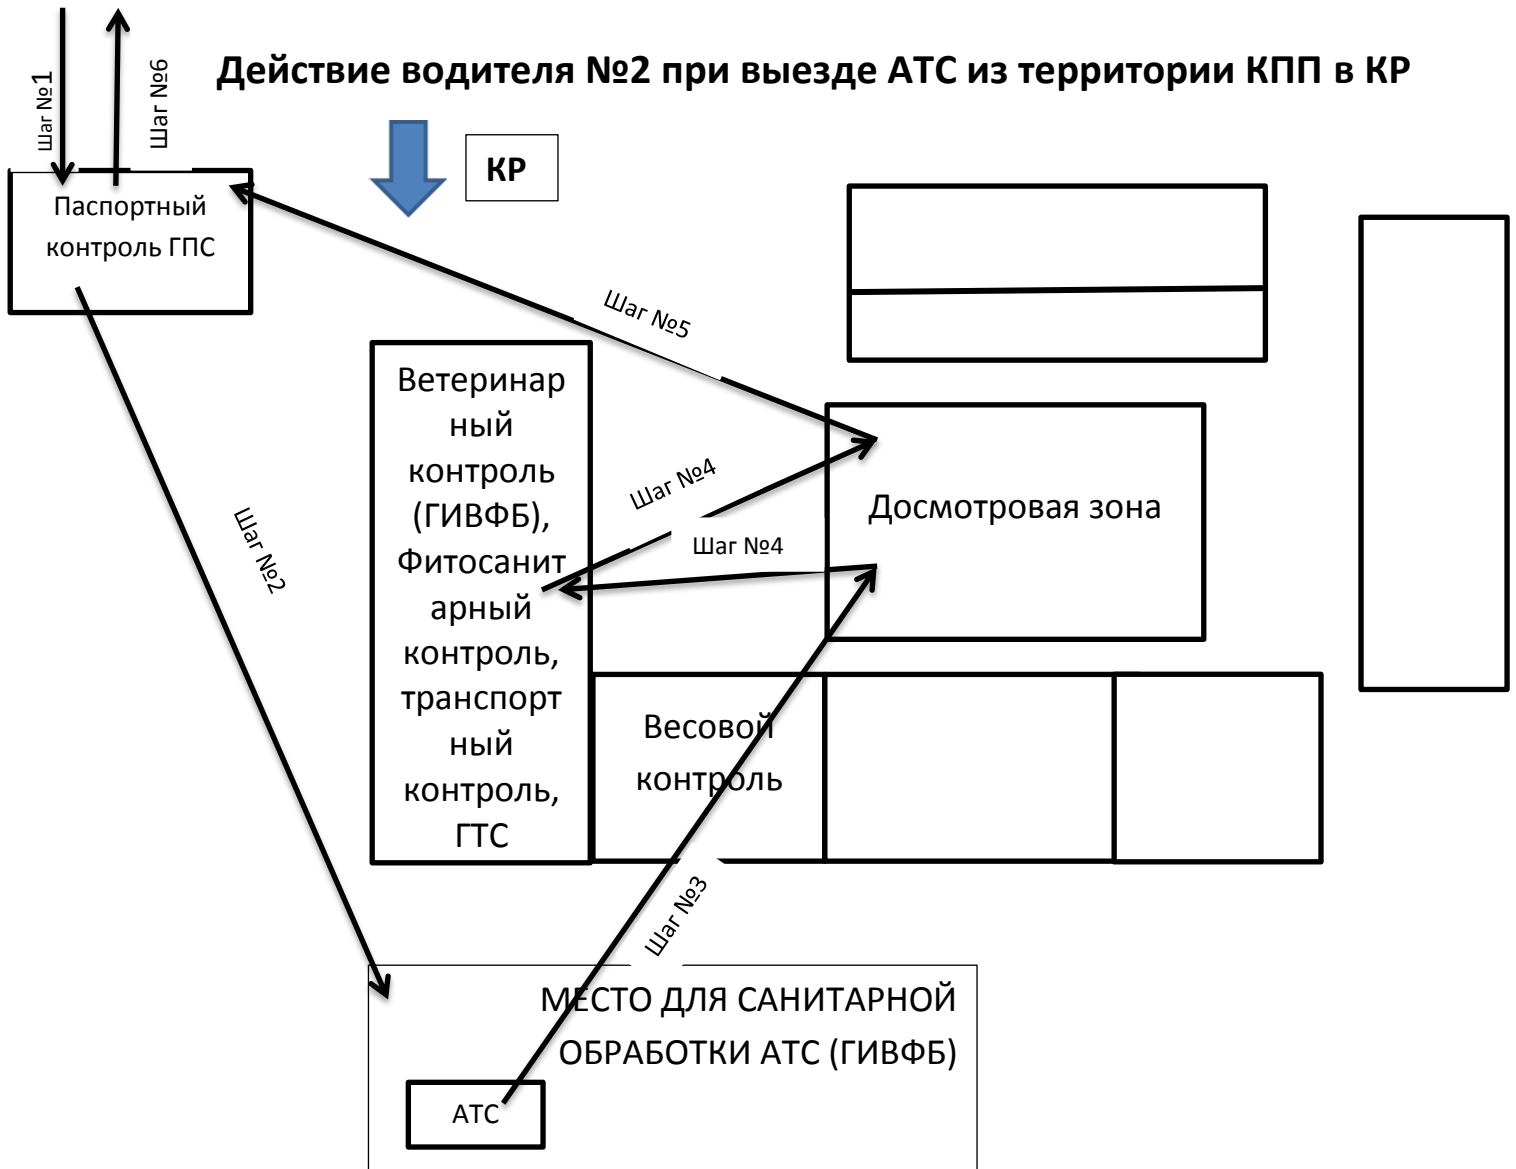 Шаг №1
Шаг №6
Действие водителя №2 при выезде АТС из территории КПП в КР
КР
Паспортный
контроль ГПС
Шаг №5
Ветеринар
ный
контроль
(ГИВФБ),
Фитосанит
арный
контроль,
транспорт
ный
контроль,
ГТС
Шаг №4
Шаг №4
Досмотровая зона
Шаг №2
Весовой
контроль
Шаг №3
МЕСТО ДЛЯ САНИТАРНОЙ
ОБРАБОТКИ АТС (ГИВФБ)
АТС